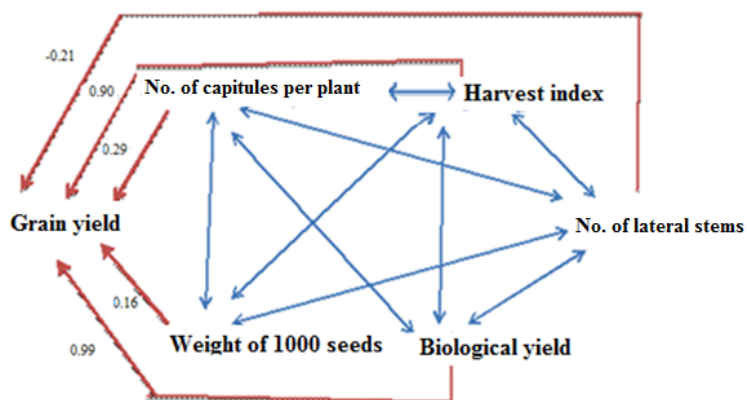 -0.21
0.90
No. of capitules per plant
Harvest index
0.29
Grain yield
No. of lateral stems
0.16
Weight of 1000 seeds
Biological yield
0.99